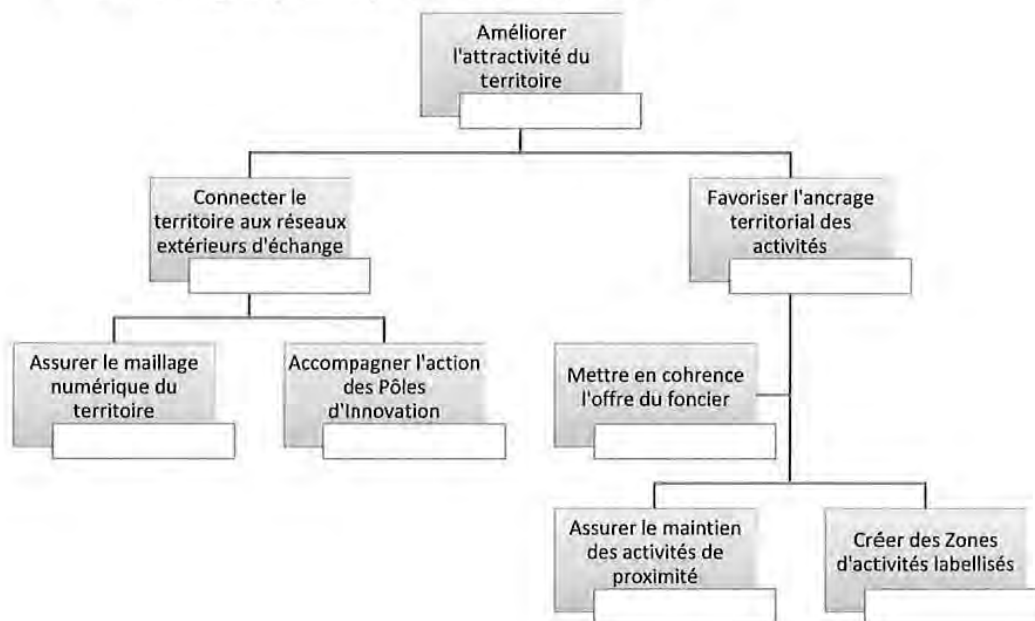 Améliorer
l'attractivité du
territoire
Connecter le
territoire aux réseaux
extérieurs d'échange
Favoriser l'ancrage
territorial des
activités
Assurer le maillage
numérique du
territoire
Accompagner l'action
des Pôles
d'Innovation
Mettre en cohrence
l'offre du foncier
Assurer le maintien
des activités de
proximité
Créer des Zones
d'activités labellisés